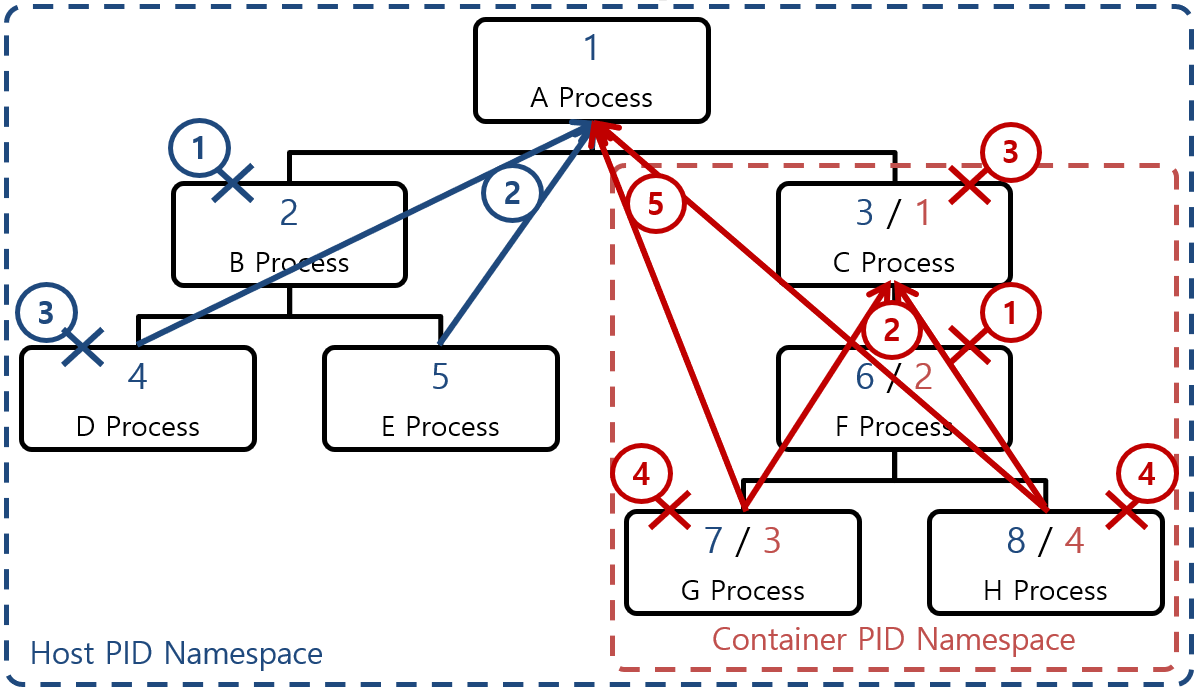 1
A Process
1
2
3
2
B Process
5
3 / 1
C Process
3
4
D Process
5
E Process
2
1
6 / 2
F Process
4
4
7 / 3
G Process
8 / 4
H Process
Host PID Namespace
Container PID Namespace